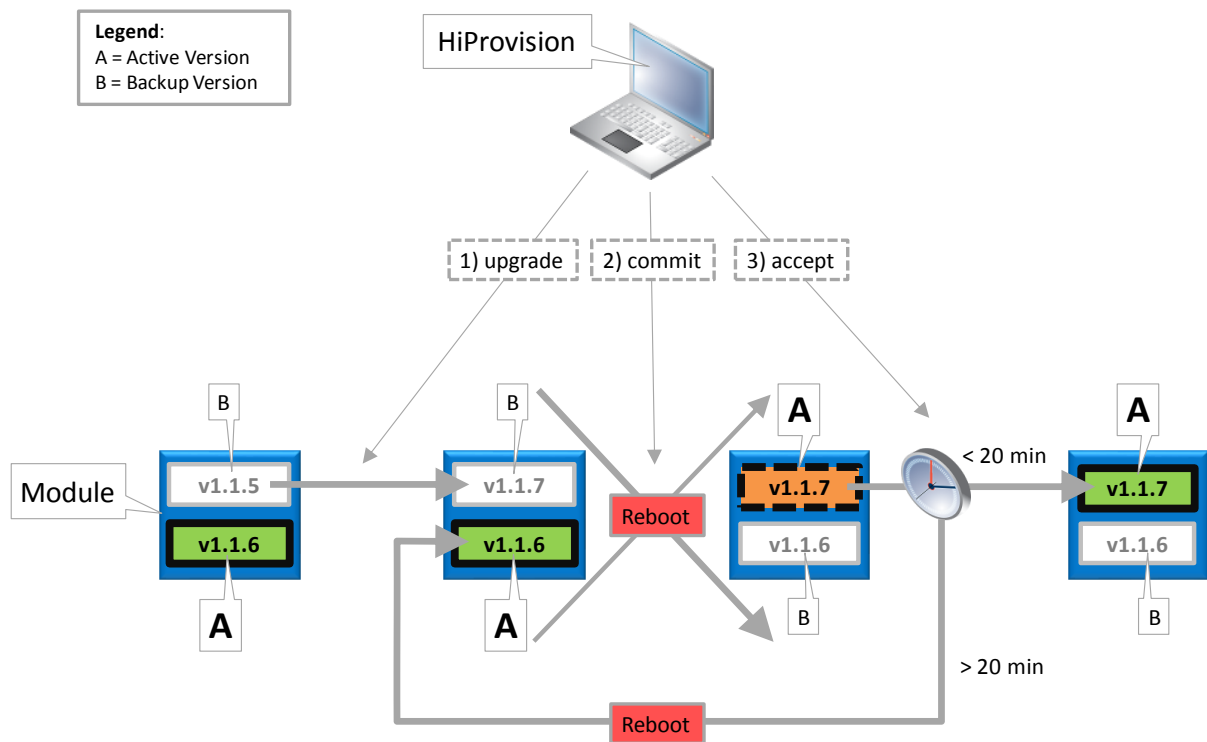 Legend:
A = Active Version
B = Backup Version
HiProvision
1) upgrade
2) commit
3) accept
B
B
A
A
Module
v1.1.5
v1.1.7
v1.1.7
< 20 min
v1.1.7
Reboot
v1.1.6
v1.1.6
v1.1.6
v1.1.6
A
A
B
B
> 20 min
Reboot